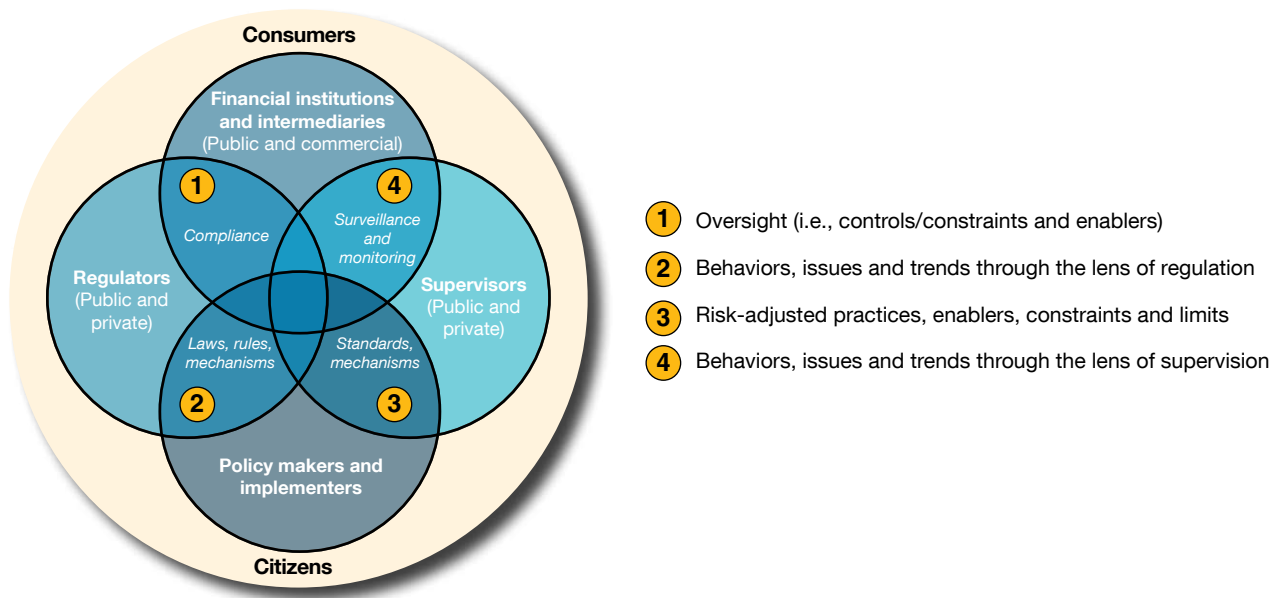 Consumers
Financial institutions
and intermediaries
(Public and commercial)
1
4
Compliance
Surveillance
and
monitoring
Regulators
(Public and
private)
Supervisors
(Public and
private)
Laws, rules,
mechanisms
Standards,
mechanisms
2
3
Policy makers and
implementers
Citizens
1 Oversight (i.e., controls/constraints and enablers)
2 Behaviors, issues and trends through the lens of regulation
3 Risk-adjusted practices, enablers, constraints and limits
4 Behaviors, issues and trends through the lens of supervision